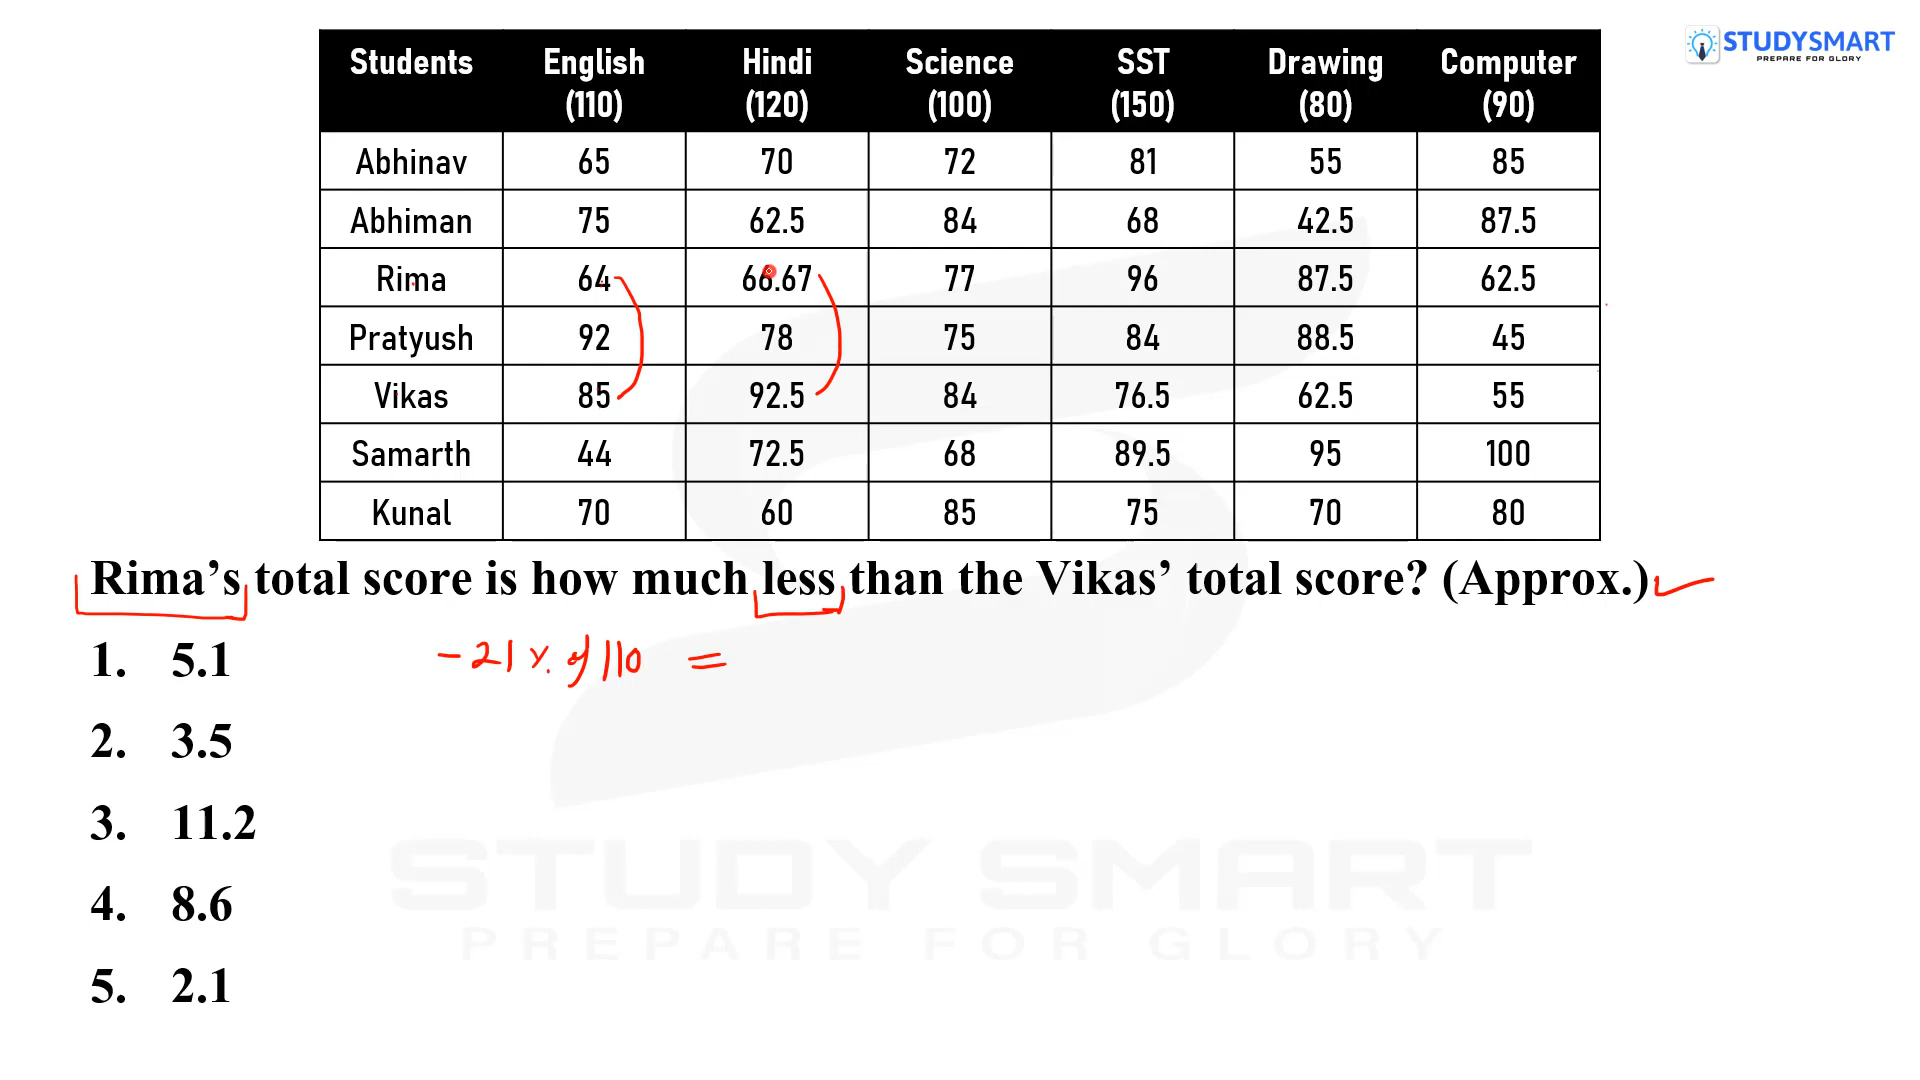 STUDYSMART
PREPARE FOR GLORY
Students English (110) Hindi (120) Science (100) SST (150) Drawing (80) Computer (90)
Abhinav 65 70 72 81 55 85
Abhiman 75 62.5 84 68 42.5 87.5
Rima 64 66.67 77 96 87.5 62.5
Pratyush 92 78 75 84 88.5 45
Vikas 85 92.5 84 76.5 62.5 55
Samarth 44 72.5 68 89.5 95 100
Kunal 70 60 85 75 70 80
Rima's total score is how much less than the Vikas' total score? (Approx.)
1. 5.1
-21 % of 110 =
2. 3.5
3. 11.2
4. 8.6
5. 2.1
STUDY SMART
PREPARE FOR GLORY